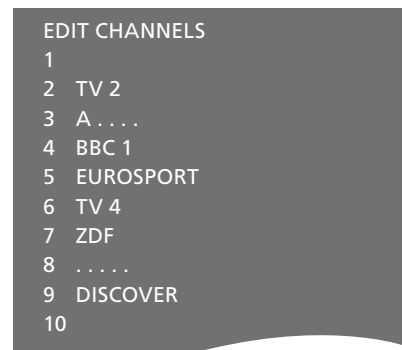 EDIT CHANNELS
1
2 TV 2
3 A . . . .
4 BBC 1
5 EUROSPORT
6 TV 4
7 ZDF
8 . . . . .
9 DISCOVER
10